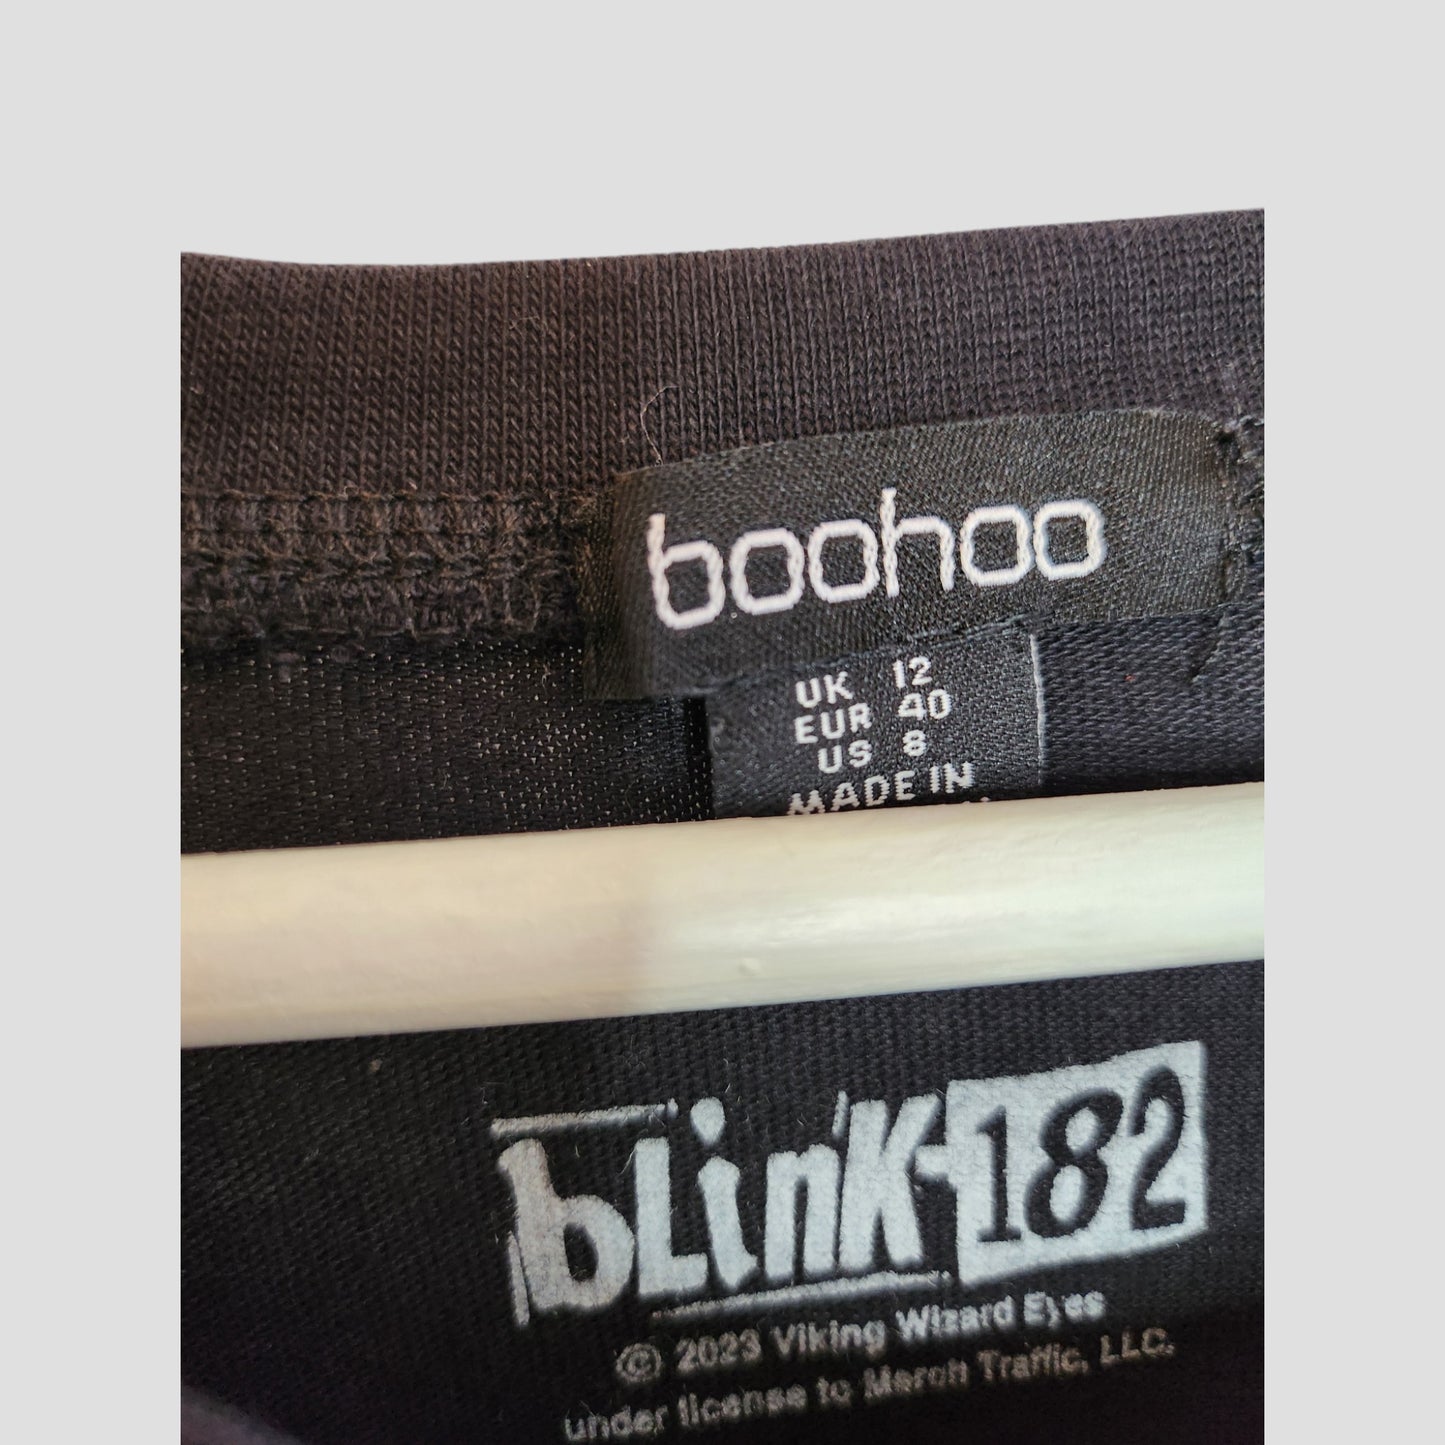 boohoo
UK 12
EUR 40
US 8
MADE IN
bLinK-182
© 2023 Viking Wizard Eyes
under license to Merch Traffic, LLC.